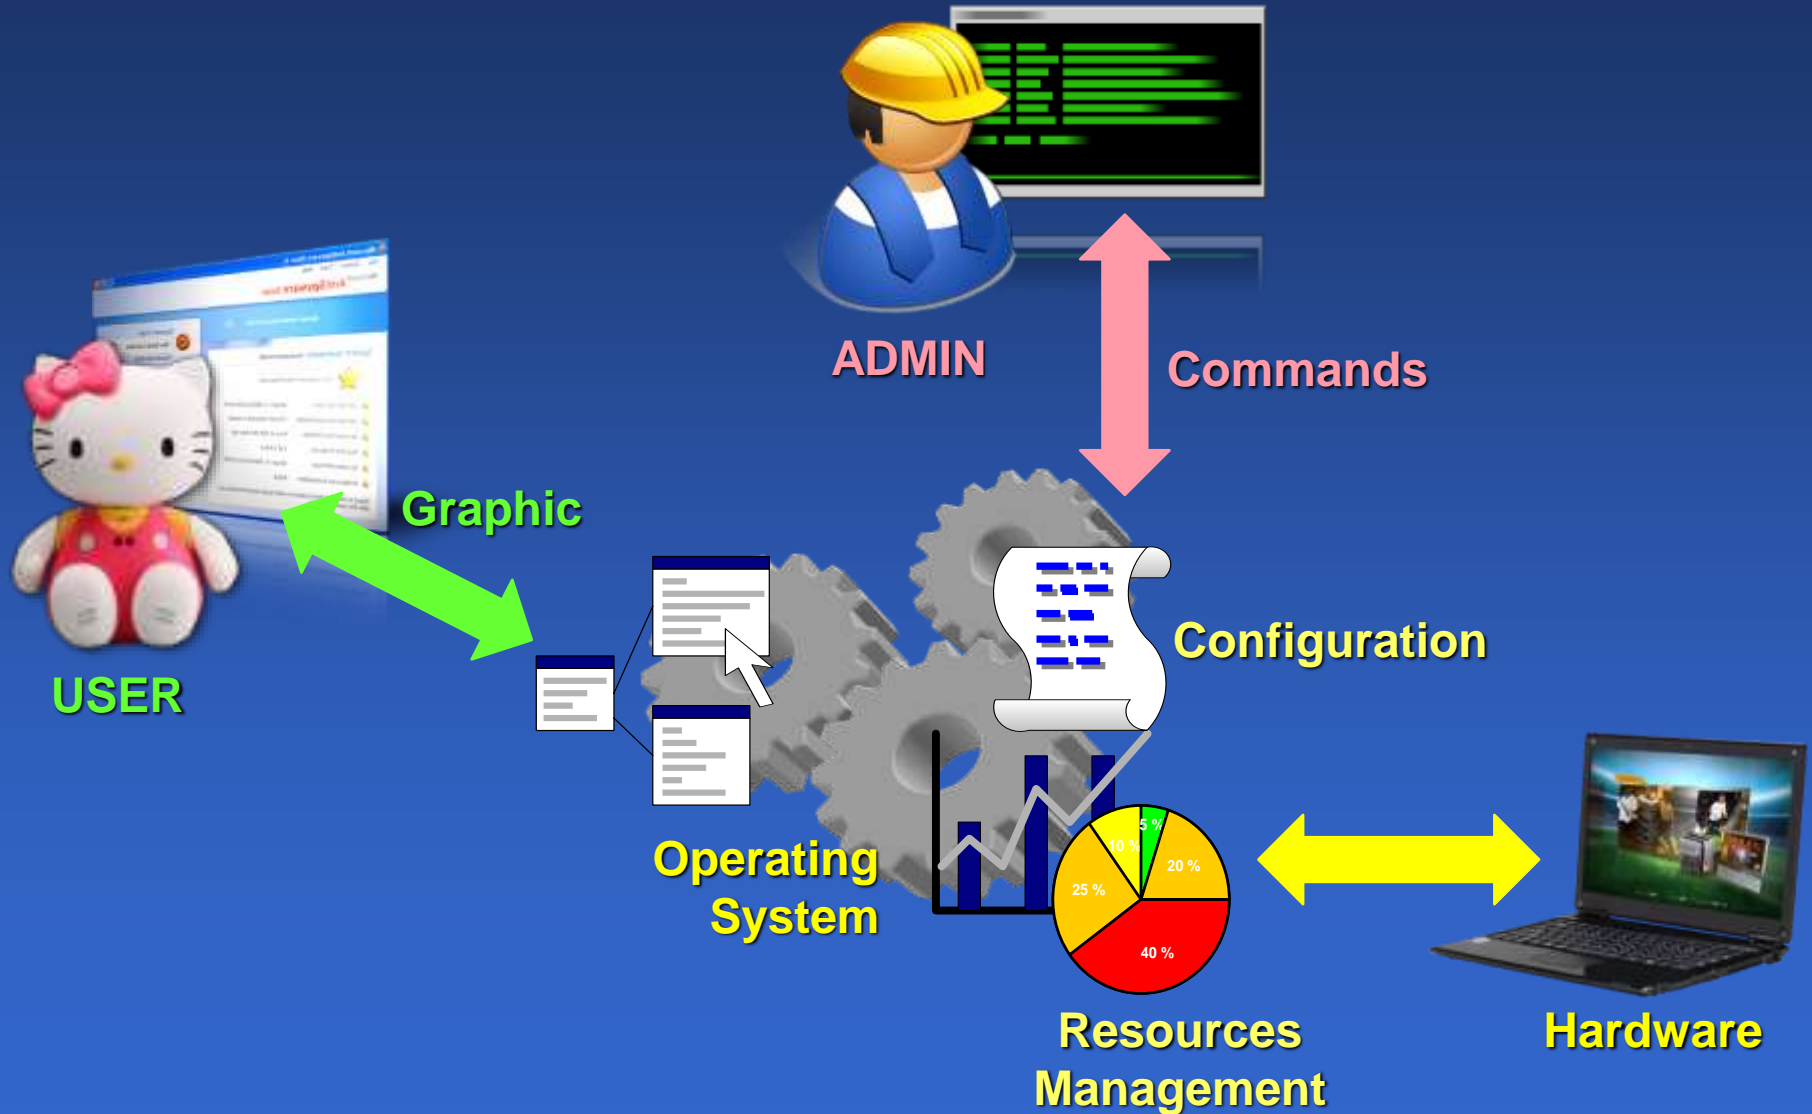 ADMIN
Commands
Graphic
USER
Configuration
Operating
System
5 %
10 %
20 %
25 %
40 %
Resources
Management
Hardware